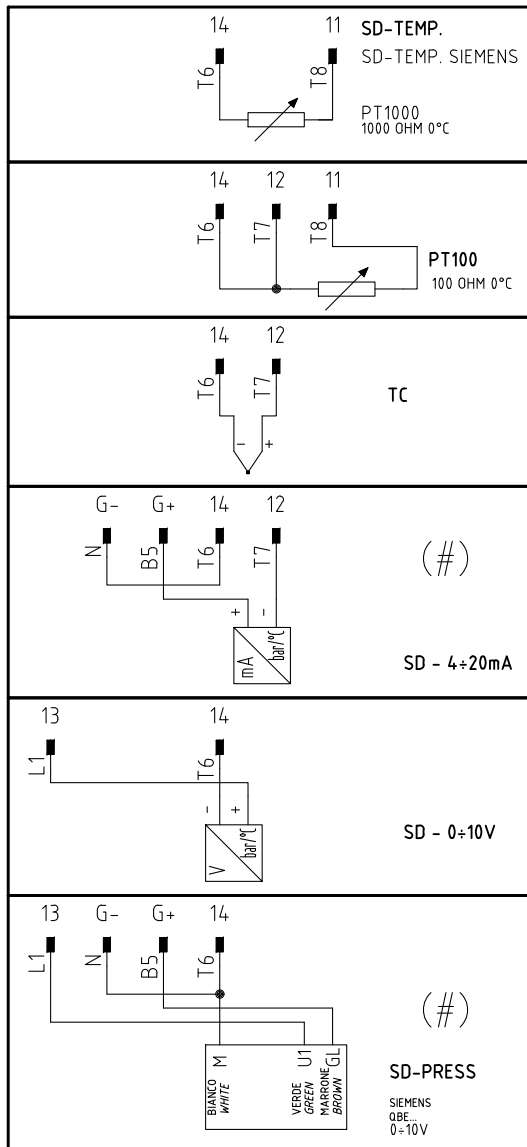 14 11 SD-TEMP.
SD-TEMP. SIEMENS
T6 T8
PT1000
1000 OHM 0°C
14 12 11
T6 T7 T8
PT100
100 OHM 0°C
14 12
T6 T7
TC
- +
G- G+ 14 12
N B5 T6 T7
(#)
+ -
mA bar/°C
SD - 4÷20mA
13 14
L1 T6
- +
V bar/°C
SD - 0÷10V
13 G- G+ 14
L1 N B5 T6
(#)
M U1 GL
BIANCO VERDE MARRONE
WHITE GREEN BROWN
SD-PRESS
SIEMENS
QBE...
0÷10V